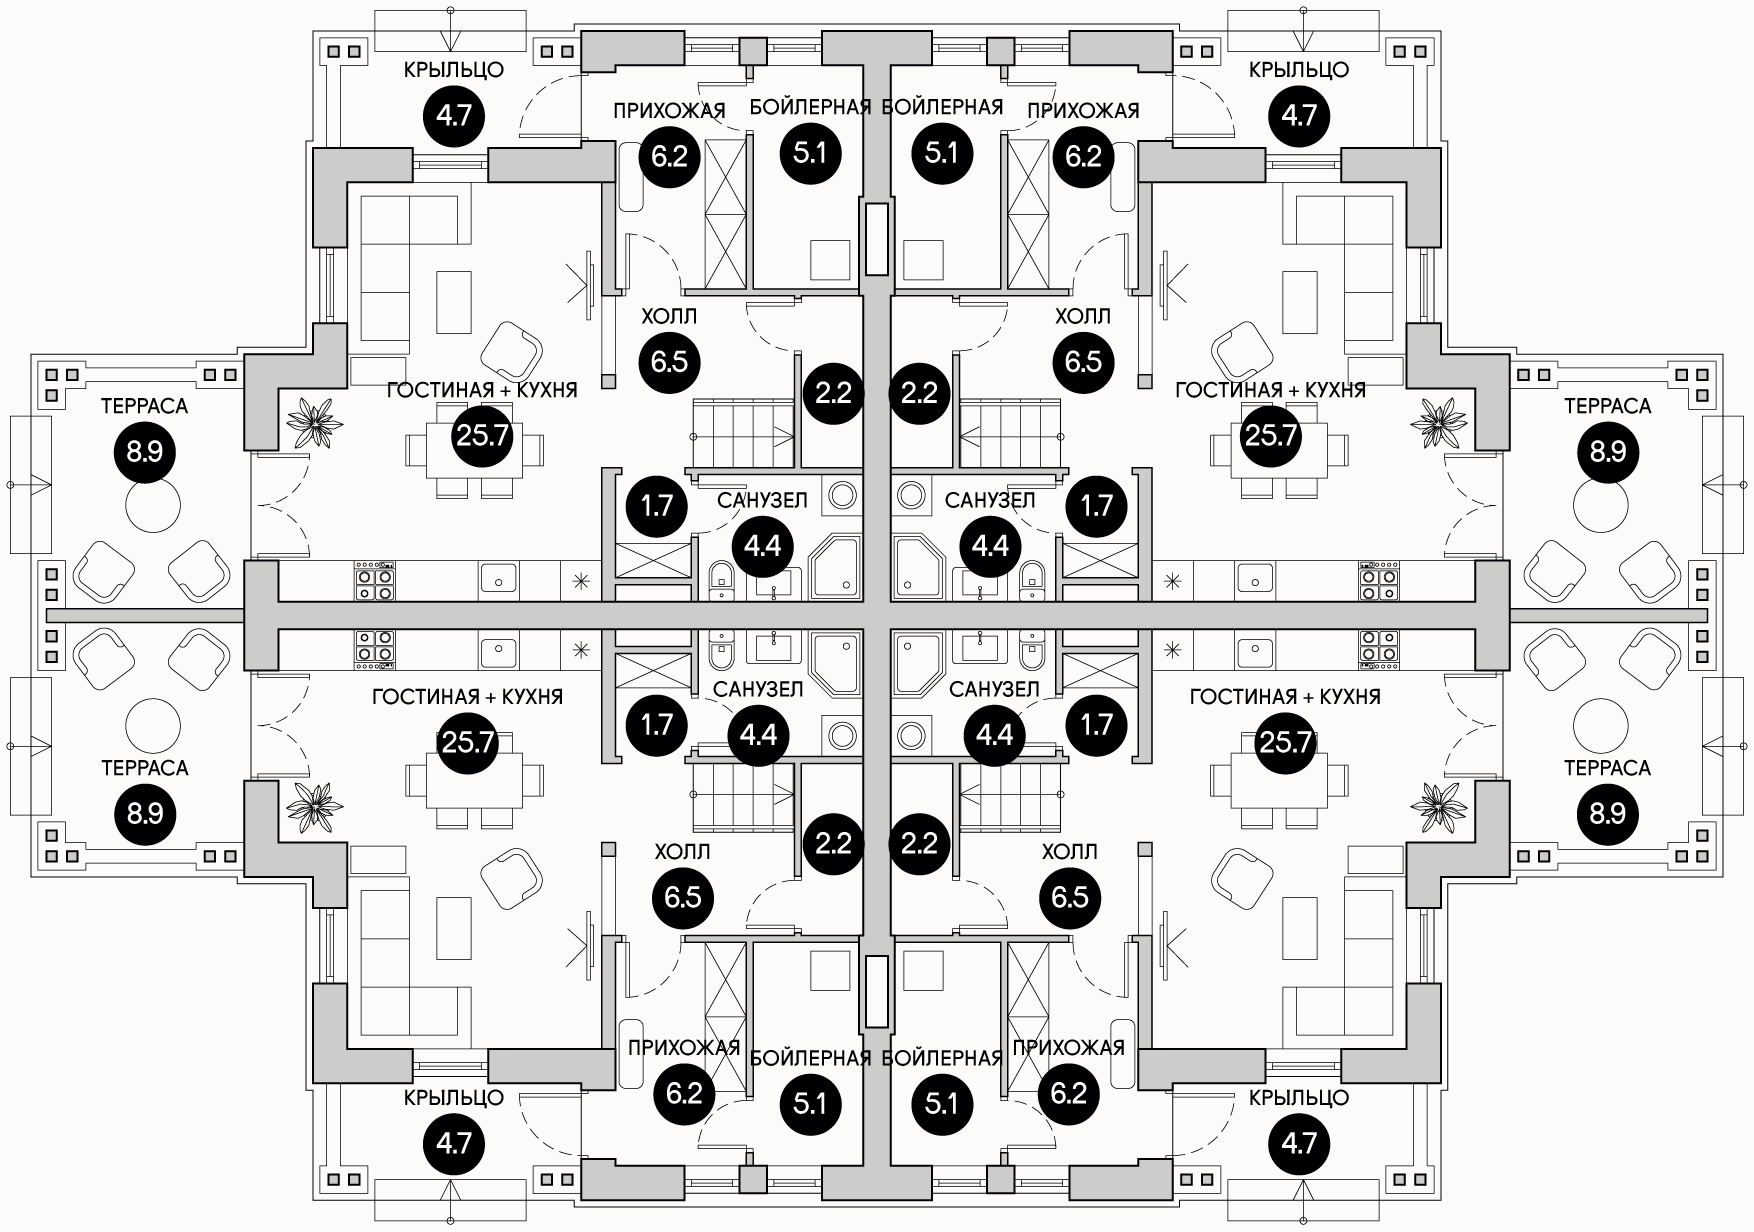 КРЫЛЬЦО
4.7
ПРИХОЖАЯ
6.2
БОЙЛЕРНАЯ
5.1
БОЙЛЕРНАЯ
5.1
ПРИХОЖАЯ
6.2
КРЫЛЬЦО
4.7
ХОЛЛ
6.5
2.2
2.2
ХОЛЛ
6.5
ТЕРРАСА
8.9
ГОСТИНАЯ + КУХНЯ
25.7
ГОСТИНАЯ + КУХНЯ
25.7
ТЕРРАСА
8.9
1.7
САНУЗЕЛ
4.4
САНУЗЕЛ
4.4
1.7
ГОСТИНАЯ + КУХНЯ
25.7
1.7
САНУЗЕЛ
4.4
САНУЗЕЛ
4.4
1.7
ГОСТИНАЯ + КУХНЯ
25.7
ТЕРРАСА
8.9
ТЕРРАСА
8.9
ХОЛЛ
6.5
2.2
2.2
ХОЛЛ
6.5
КРЫЛЬЦО
4.7
ПРИХОЖАЯ
6.2
БОЙЛЕРНАЯ
5.1
БОЙЛЕРНАЯ
5.1
ПРИХОЖАЯ
6.2
КРЫЛЬЦО
4.7